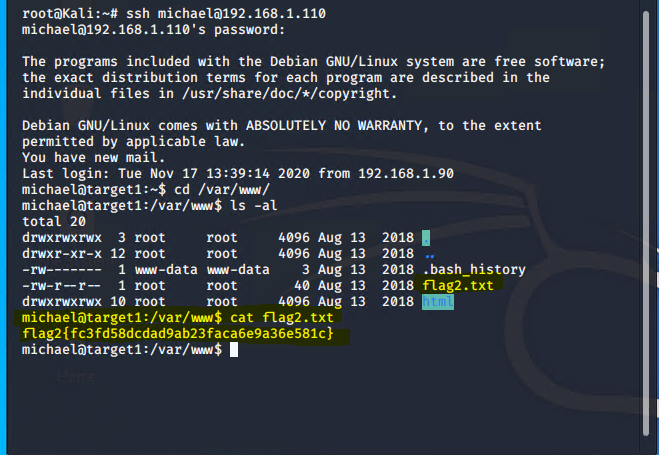 root@Kali:~# ssh michael@192.168.1.110
michael@192.168.1.110's password:

The programs included with the Debian GNU/Linux system are free software;
the exact distribution terms for each program are described in the
individual files in /usr/share/doc/*/copyright.

Debian GNU/Linux comes with ABSOLUTELY NO WARRANTY, to the extent
permitted by applicable law.
You have new mail.
Last login: Tue Nov 17 13:39:14 2020 from 192.168.1.90
michael@target1:~$ cd /var/www/
michael@target1:/var/www$ ls -al
total 20
drwxrwxrwx  3 root     root     4096 Aug 13  2018 .
drwxr-xr-x 12 root     root     4096 Aug 13  2018 ..
-rw-------  1 www-data www-data    3 Aug 13  2018 .bash_history
-rw-r--r--  1 root     root       40 Aug 13  2018 flag2.txt
drwxrwxrwx 10 root     root     4096 Aug 13  2018 html
michael@target1:/var/www$ cat flag2.txt
flag2{fc3fd58dcdad9ab23faca6e9a36e581c}
michael@target1:/var/www$
Home